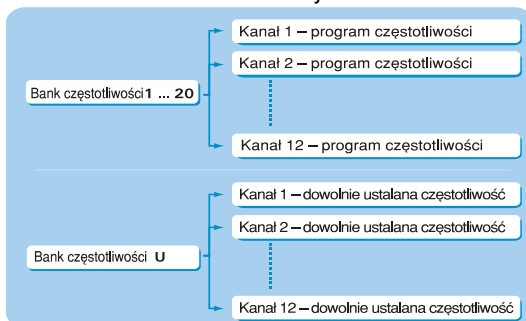 Kanał 1 – program częstotliwości
Kanał 2 – program częstotliwości
Bank częstotliwości 1 ... 20
Kanał 12 – program częstotliwości
Kanał 1 – dowolnie ustalana częstotliwość
Kanał 2 – dowolnie ustalana częstotliwość
Bank częstotliwości U
Kanał 12 – dowolnie ustalana częstotliwość